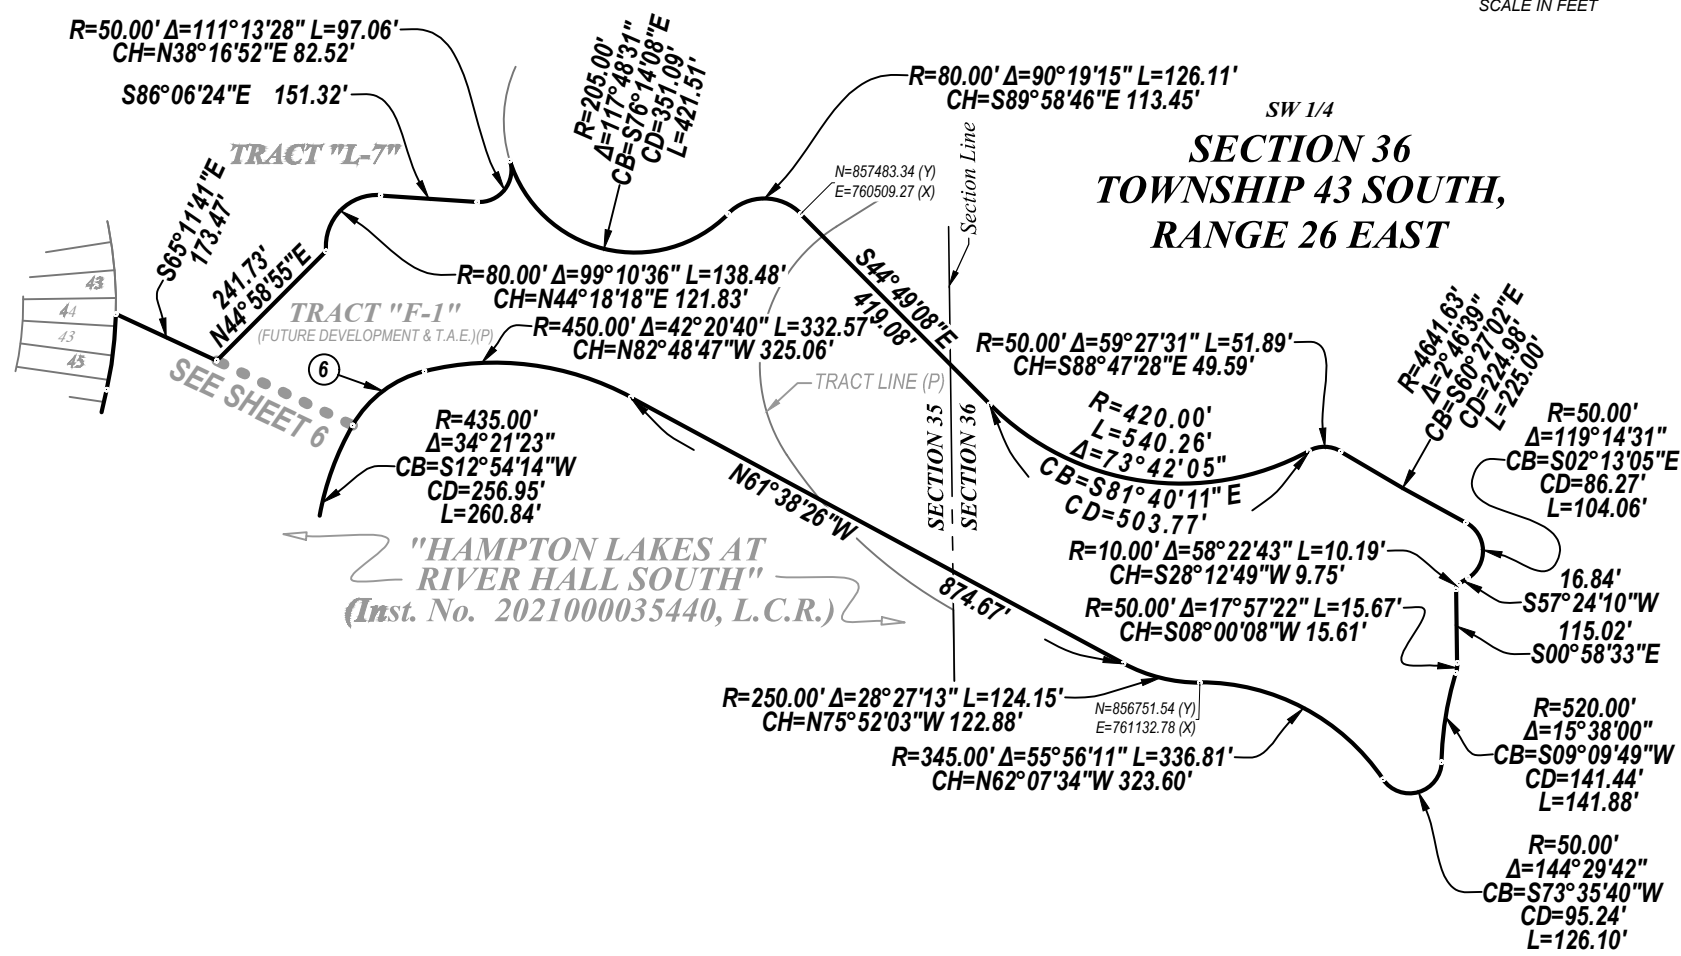 SCALE IN FEET
R=50.00' Δ=111°13'28" L=97.06'
CH=N38°16'52"E 82.52'
S86°06'24"E 151.32'
TRACT "L-7"
S65°11'41"E
173.47'
241.73'
N44°58'55"E
R=205.00'
Δ=117°48'31"
CB=S76°14'08"E
CD=351.09'
L=421.51'
R=80.00' Δ=90°19'15" L=126.11'
CH=S89°58'46"E 113.45'
SW 1/4
SECTION 36
TOWNSHIP 43 SOUTH,
RANGE 26 EAST
Section Line
N=857483.34 (Y)
E=760509.27 (X)
43
44
43
45
R=80.00' Δ=99°10'36" L=138.48'
CH=N44°18'18"E 121.83'
TRACT "F-1"
(FUTURE DEVELOPMENT & T.A.E.)(P)
R=450.00' Δ=42°20'40" L=332.57'
CH=N82°48'47"W 325.06'
6
SEE SHEET 6
S44°49'08"E
419.08'
TRACT LINE (P)
R=50.00' Δ=59°27'31" L=51.89'
CH=S88°47'28"E 49.59'
R=4641.63'
Δ=2°46'39"
CB=S60°27'02"E
CD=224.98'
L=225.00'
R=435.00'
Δ=34°21'23"
CB=S12°54'14"W
CD=256.95'
L=260.84'
N61°38'26"W
874.67'
SECTION 35
SECTION 36
R=420.00'
L=540.26'
Δ=73°42'05"
CB=S81°40'11"E
CD=503.77'
R=50.00'
Δ=119°14'31"
CB=S02°13'05"E
CD=86.27'
L=104.06'
"HAMPTON LAKES AT
RIVER HALL SOUTH"
(Inst. No. 2021000035440, L.C.R.)
R=10.00' Δ=58°22'43" L=10.19'
CH=S28°12'49"W 9.75'
16.84'
S57°24'10"W
R=50.00' Δ=17°57'22" L=15.67'
CH=S08°00'08"W 15.61'
115.02'
S00°58'33"E
R=250.00' Δ=28°27'13" L=124.15'
CH=N75°52'03"W 122.88'
N=856751.54 (Y)
E=761132.78 (X)
R=345.00' Δ=55°56'11" L=336.81'
CH=N62°07'34"W 323.60'
R=520.00'
Δ=15°38'00"
CB=S09°09'49"W
CD=141.44'
L=141.88'
R=50.00'
Δ=144°29'42"
CB=S73°35'40"W
CD=95.24'
L=126.10'